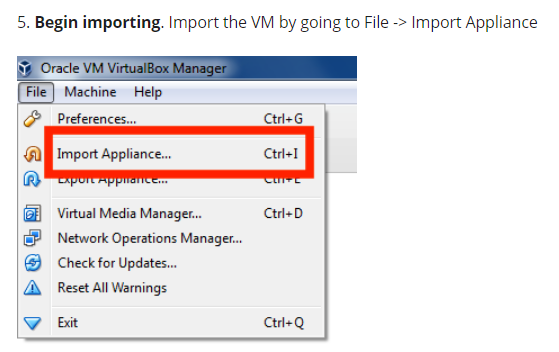 5. Begin importing. Import the VM by going to File -> Import Appliance
Oracle VM VirtualBox Manager
File Machine Help
Preferences... Ctrl+G
Import Appliance... Ctrl+I
Export Appliance... Ctrl+E
Virtual Media Manager... Ctrl+D
Network Operations Manager...
Check for Updates...
Reset All Warnings
Exit Ctrl+Q